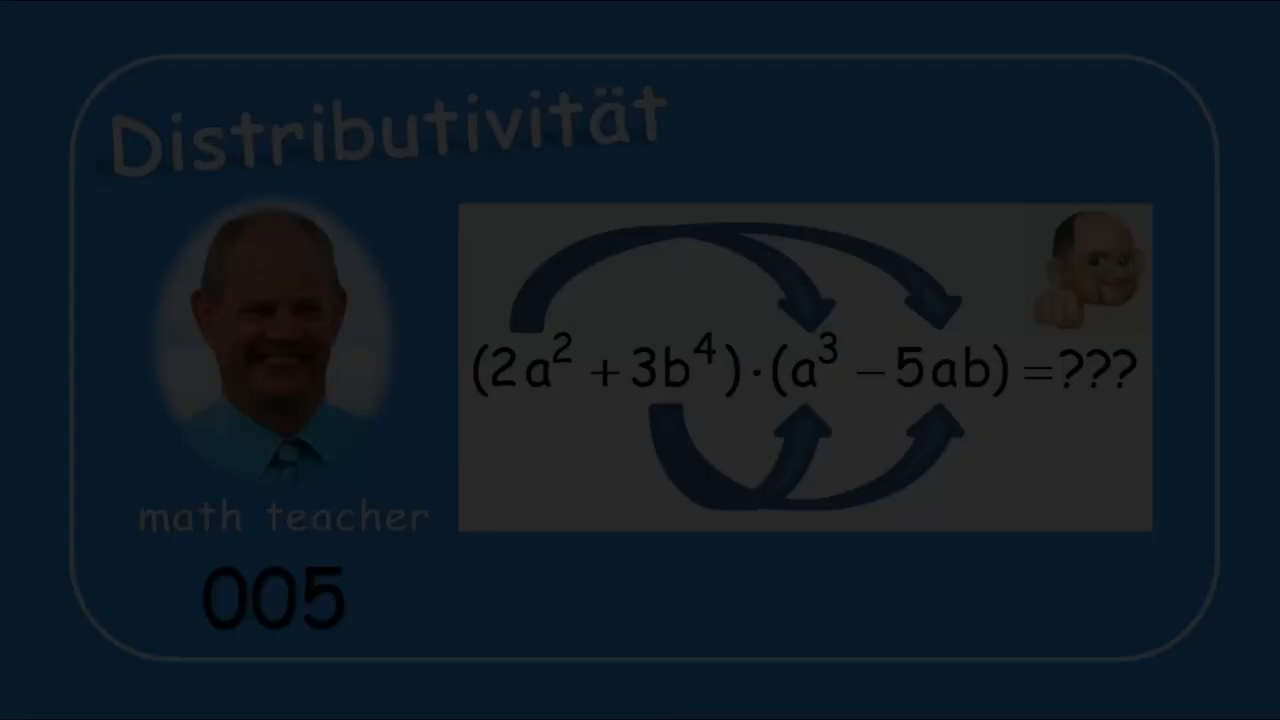 Distributivität
(2a² + 3b⁴)·(a³ − 5ab) =???
math teacher
005